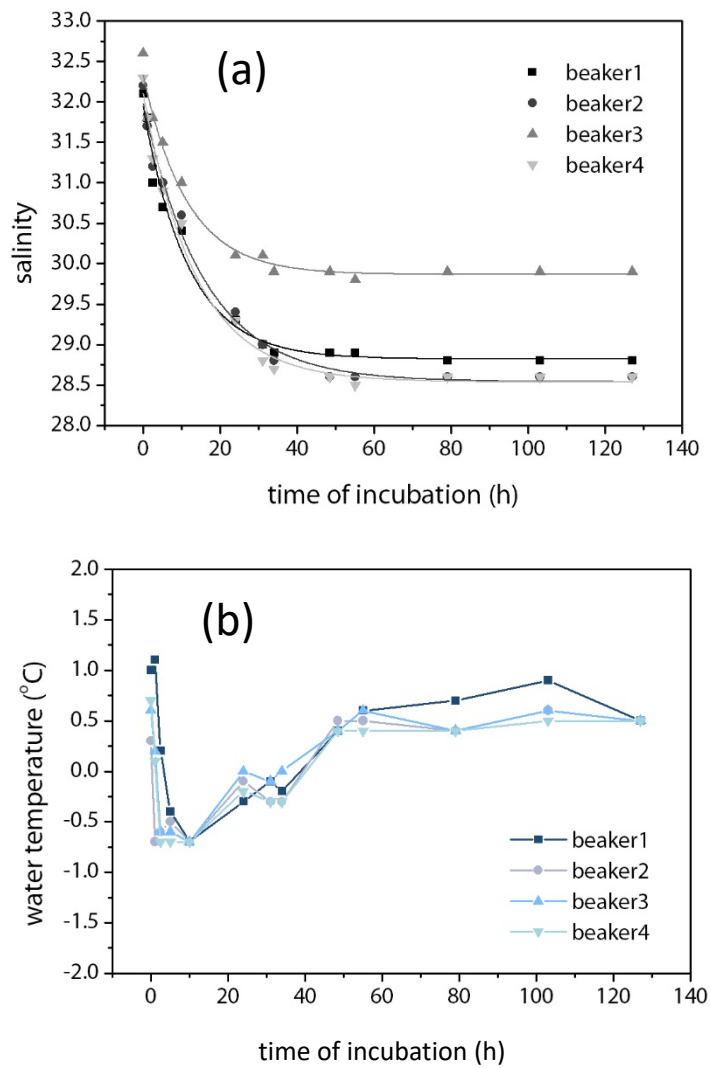 33.0
32.5
32.0
31.5
31.0
30.5
30.0
29.5
29.0
28.5
28.0
salinity
(a)
beaker1
beaker2
beaker3
beaker4
0 20 40 60 80 100 120 140
time of incubation (h)
2.0
1.5
1.0
0.5
0.0
-0.5
-1.0
-1.5
-2.0
water temperature (°C)
(b)
beaker1
beaker2
beaker3
beaker4
0 20 40 60 80 100 120 140
time of incubation (h)